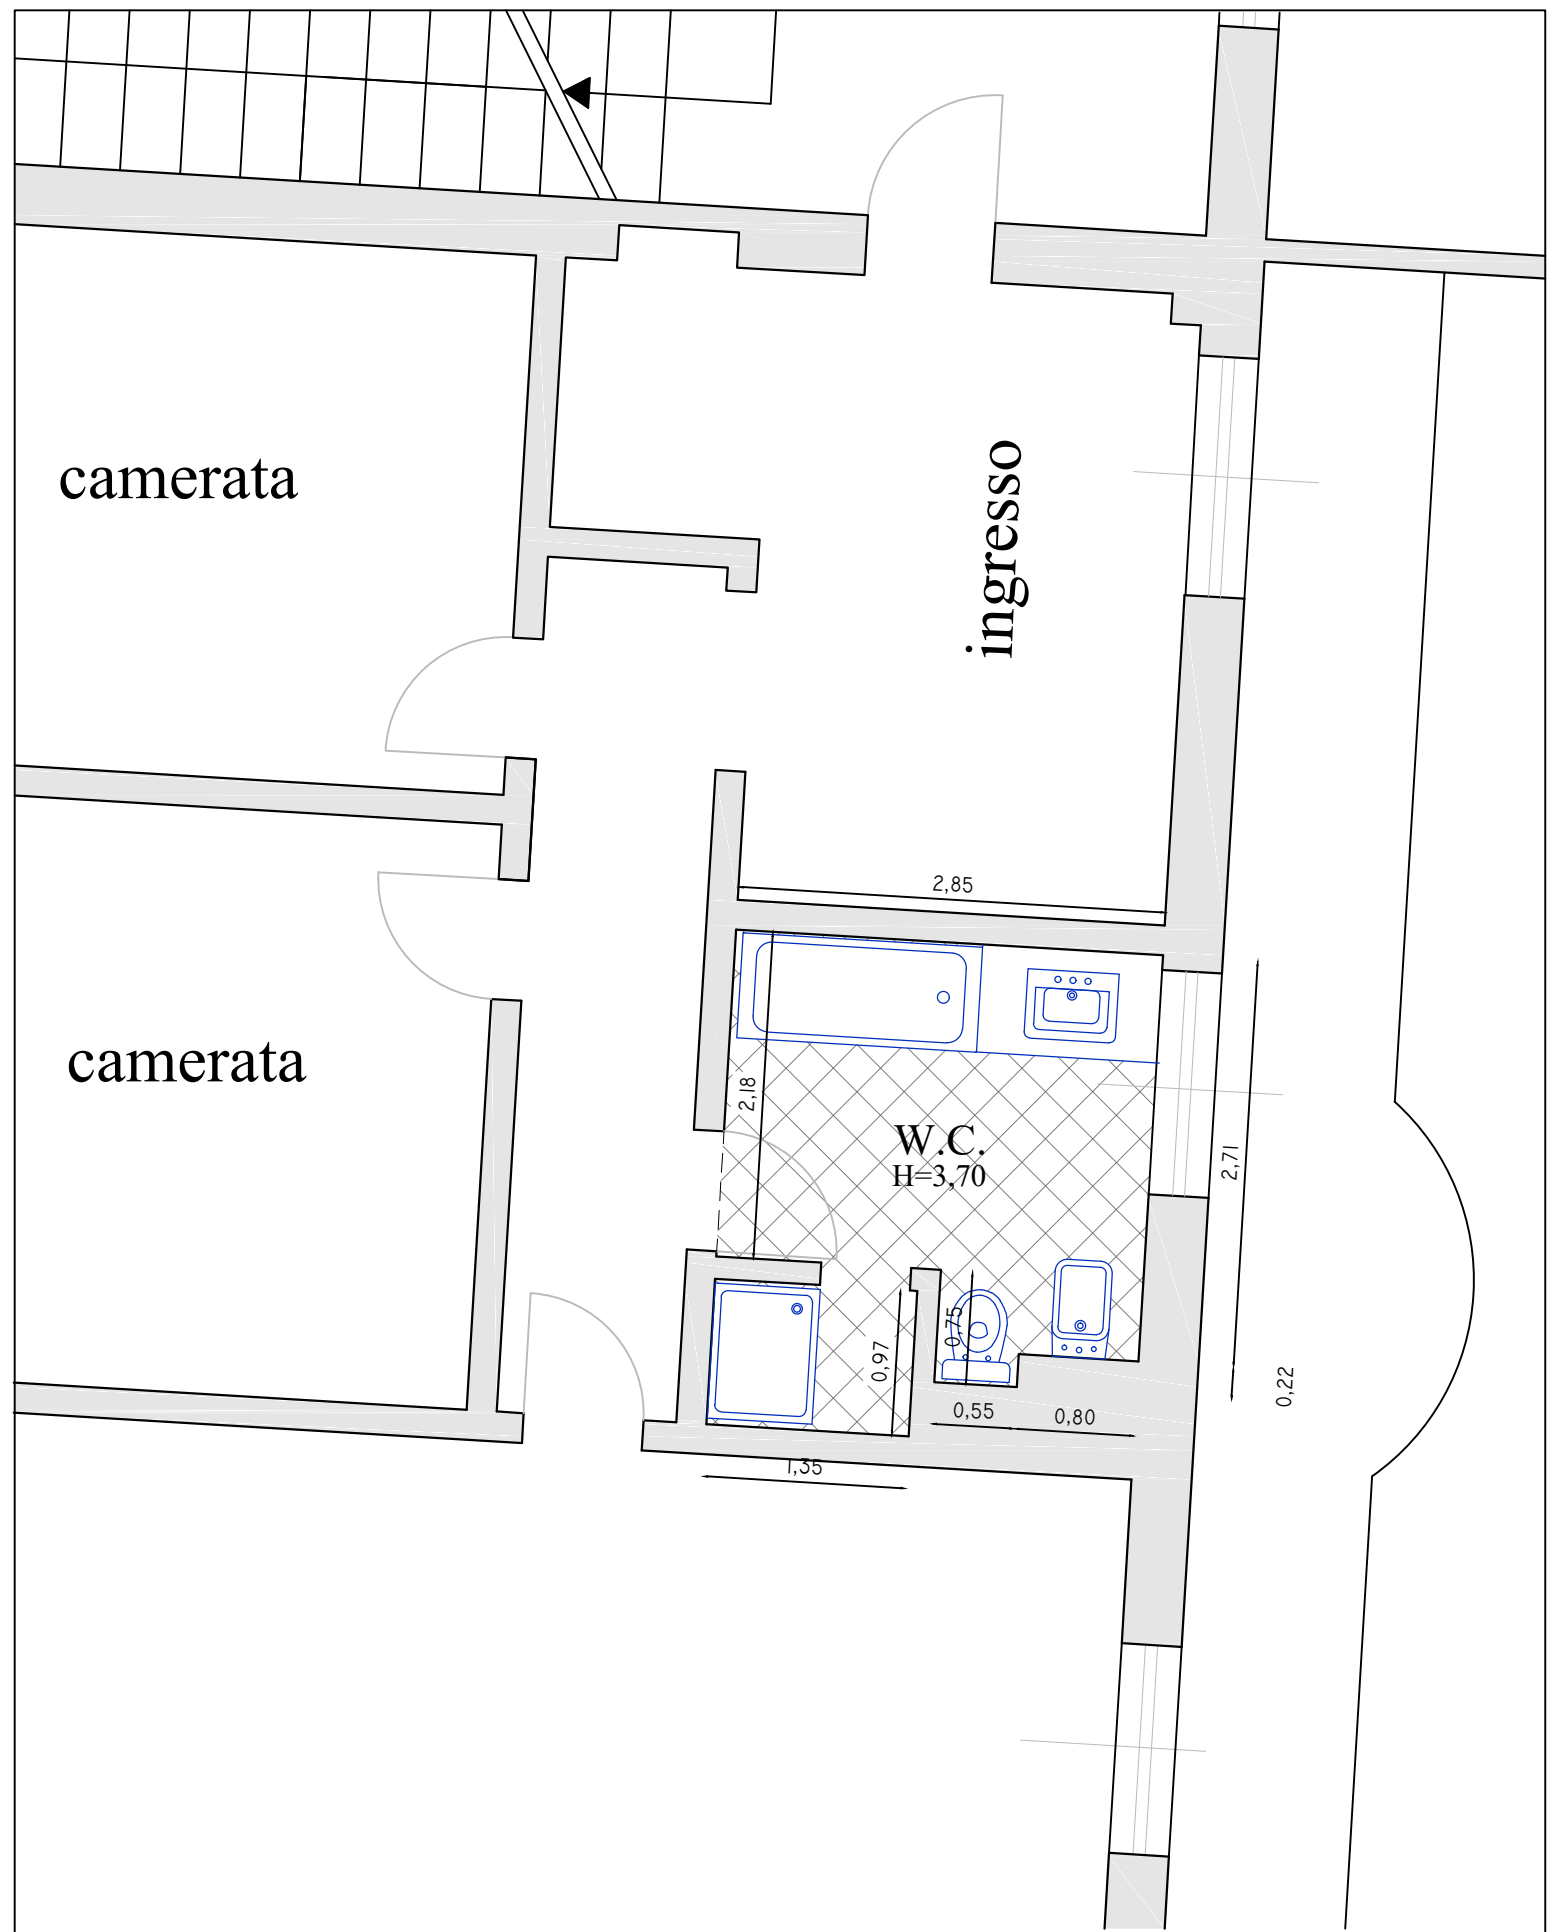 camerata
ingresso
2,85
camerata
2,18
W.C.
H=3,70
2,71
0,75
0,97
0,22
0,55
0,80
1,35